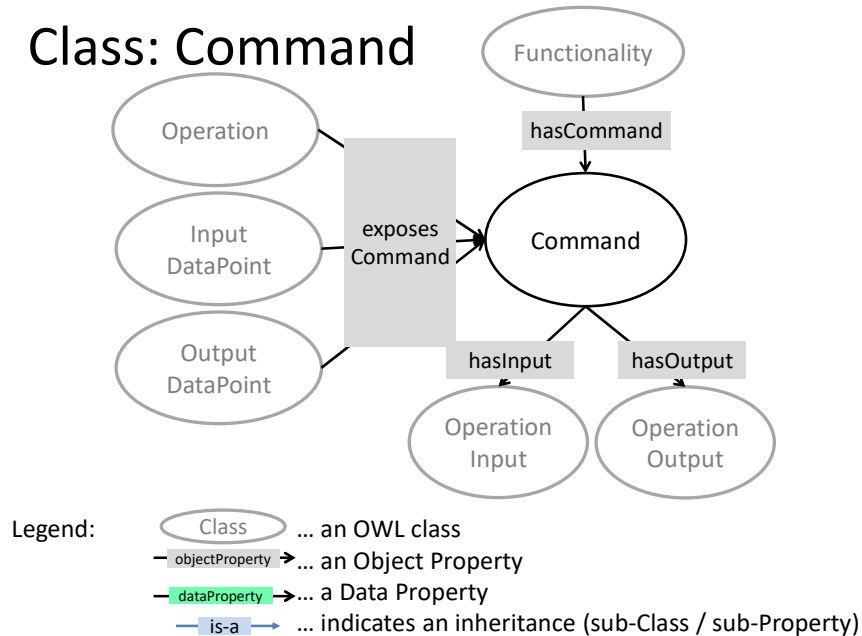 Class: Command
Functionality
hasCommand
Operation
Input
DataPoint
Output
DataPoint
exposes
Command
Command
hasInput
hasOutput
Operation
Input
Operation
Output
Legend:
Class ... an OWL class
objectProperty ... an Object Property
dataProperty ... a Data Property
is-a ... indicates an inheritance (sub-Class / sub-Property)